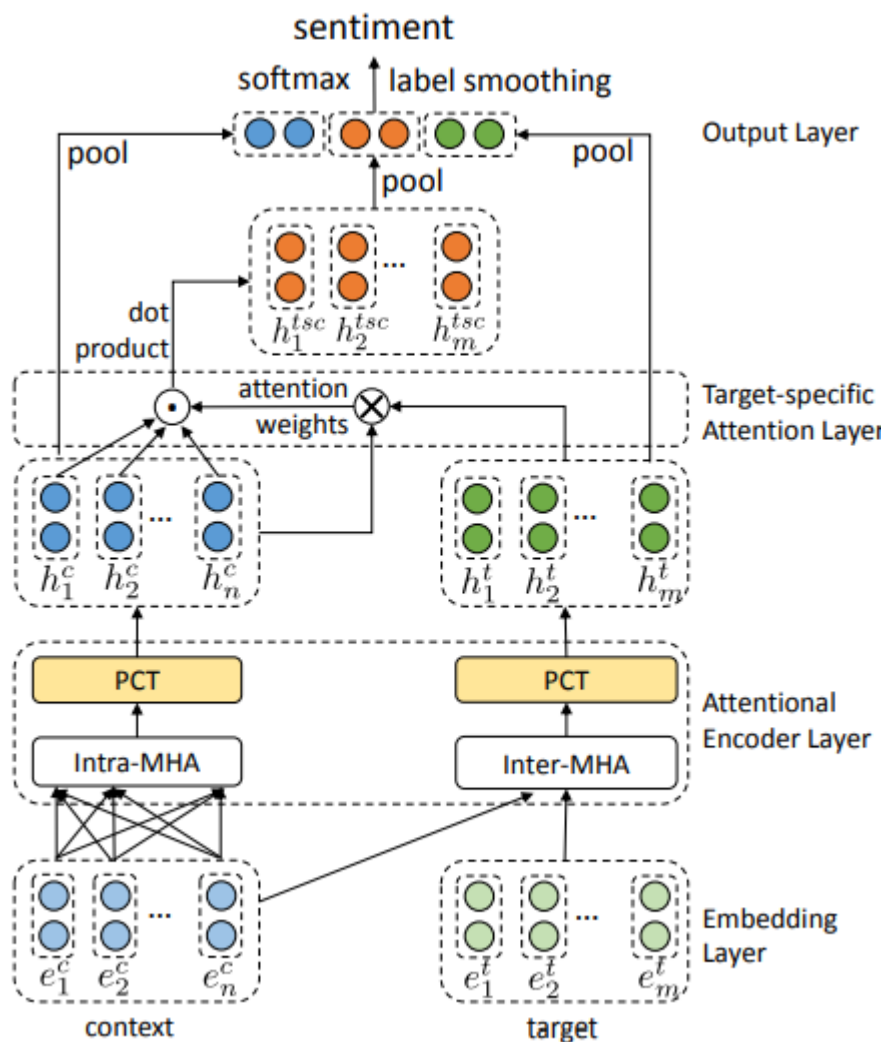 sentiment
softmax label smoothing
Output Layer
pool
pool
pool
...
h_1^{tsc} h_2^{tsc} h_m^{tsc}
dot
product
attention
weights
Target-specific
Attention Layer
... ...
h_1^c h_2^c h_n^c h_1^t h_2^t h_m^t
PCT PCT
Attentional
Encoder Layer
Intra-MHA Inter-MHA
... ...
Embedding
Layer
e_1^c e_2^c e_n^c e_1^t e_2^t e_m^t
context target